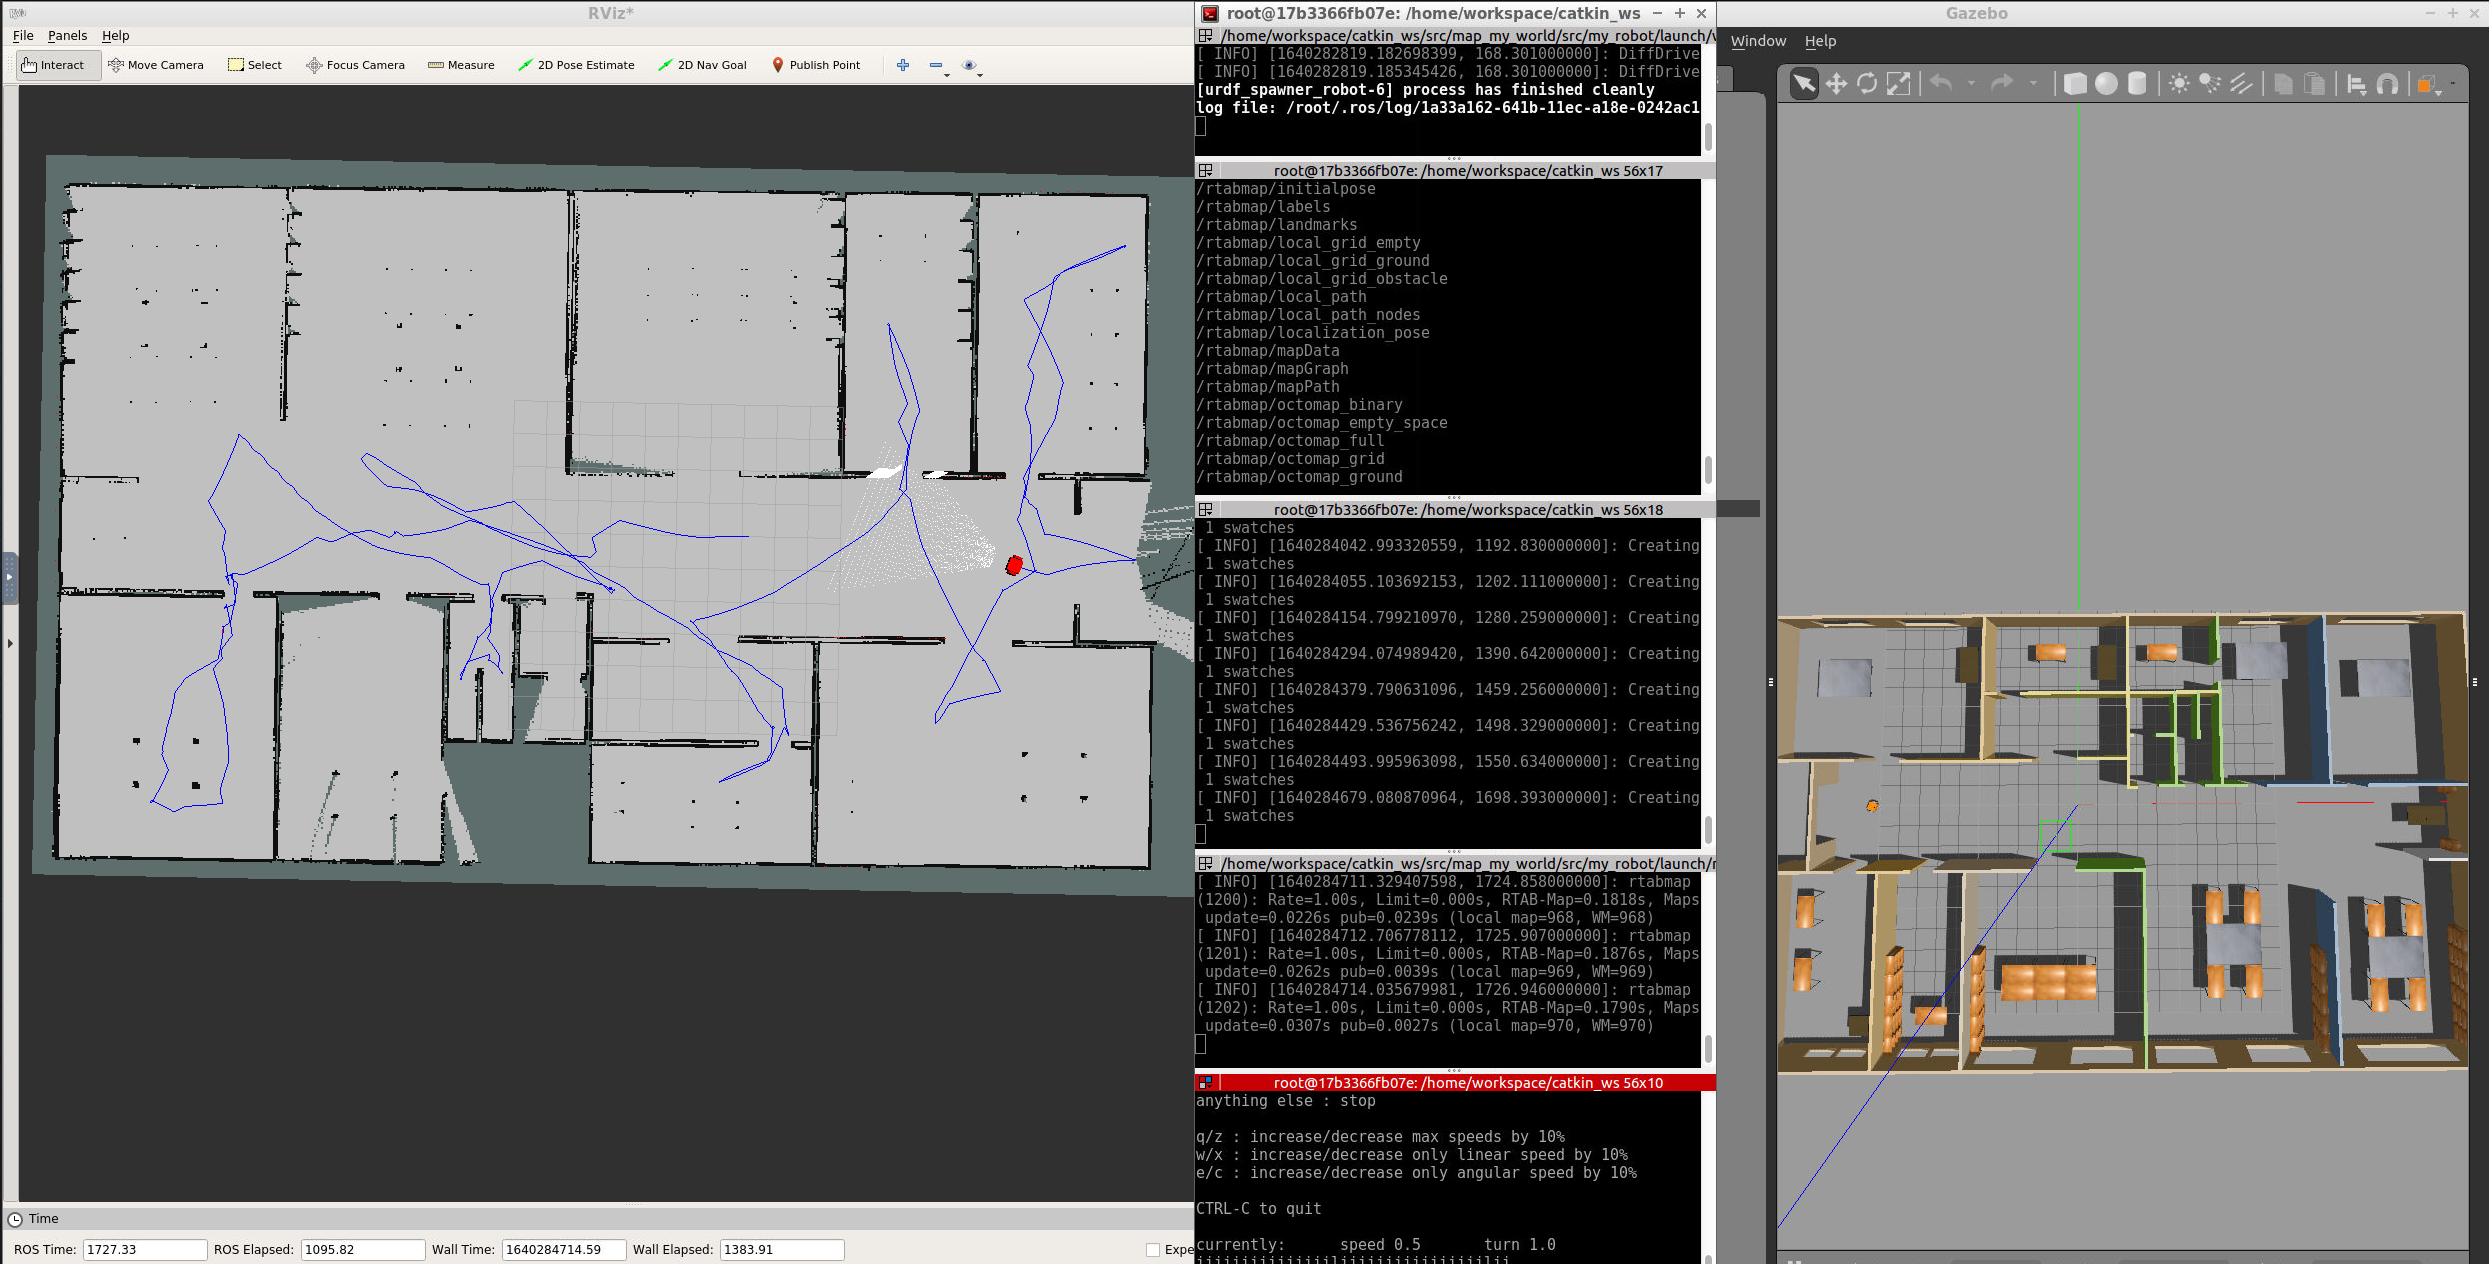 RViz*
File Panels Help
Interact Move Camera Select Focus Camera Measure 2D Pose Estimate 2D Nav Goal Publish Point
Time
ROS Time: 1727.33 ROS Elapsed: 1095.82 Wall Time: 1640284714.59 Wall Elapsed: 1383.91 Expe
root@17b3366fb07e: /home/workspace/catkin_ws
/home/workspace/catkin_ws/src/map_my_world/src/my_robot/launch/
[ INFO] [1640282819.182698399, 168.301000000]: DiffDrive
[ INFO] [1640282819.185345426, 168.301000000]: DiffDrive
[urdf_spawner_robot-6] process has finished cleanly
log file: /root/.ros/log/1a33a162-641b-11ec-a18e-0242ac1
root@17b3366fb07e: /home/workspace/catkin_ws 56x17
/rtabmap/initialpose
/rtabmap/labels
/rtabmap/landmarks
/rtabmap/local_grid_empty
/rtabmap/local_grid_ground
/rtabmap/local_grid_obstacle
/rtabmap/local_path
/rtabmap/local_path_nodes
/rtabmap/localization_pose
/rtabmap/mapData
/rtabmap/mapGraph
/rtabmap/mapPath
/rtabmap/octomap_binary
/rtabmap/octomap_empty_space
/rtabmap/octomap_full
/rtabmap/octomap_grid
/rtabmap/octomap_ground
root@17b3366fb07e: /home/workspace/catkin_ws 56x18
1 swatches
[ INFO] [1640284042.993320559, 1192.830000000]: Creating
1 swatches
[ INFO] [1640284055.103692153, 1202.111000000]: Creating
1 swatches
[ INFO] [1640284154.799210970, 1280.259000000]: Creating
1 swatches
[ INFO] [1640284294.074989420, 1390.642000000]: Creating
1 swatches
[ INFO] [1640284379.790631096, 1459.256000000]: Creating
1 swatches
[ INFO] [1640284429.536756242, 1498.329000000]: Creating
1 swatches
[ INFO] [1640284493.995963098, 1550.634000000]: Creating
1 swatches
[ INFO] [1640284679.080870964, 1698.393000000]: Creating
1 swatches
/home/workspace/catkin_ws/src/map_my_world/src/my_robot/launch/
[ INFO] [1640284711.329407598, 1724.858000000]: rtabmap
(1200): Rate=1.00s, Limit=0.000s, RTAB-Map=0.1818s, Maps
update=0.0226s pub=0.0239s (local map=968, WM=968)
[ INFO] [1640284712.706778112, 1725.907000000]: rtabmap
(1201): Rate=1.00s, Limit=0.000s, RTAB-Map=0.1876s, Maps
update=0.0262s pub=0.0039s (local map=969, WM=969)
[ INFO] [1640284714.035679981, 1726.946000000]: rtabmap
(1202): Rate=1.00s, Limit=0.000s, RTAB-Map=0.1790s, Maps
update=0.0307s pub=0.0027s (local map=970, WM=970)
root@17b3366fb07e: /home/workspace/catkin_ws 56x10
anything else : stop
q/z : increase/decrease max speeds by 10%
w/x : increase/decrease only linear speed by 10%
e/c : increase/decrease only angular speed by 10%
CTRL-C to quit
currently: speed 0.5 turn 1.0
Gazebo
Window Help